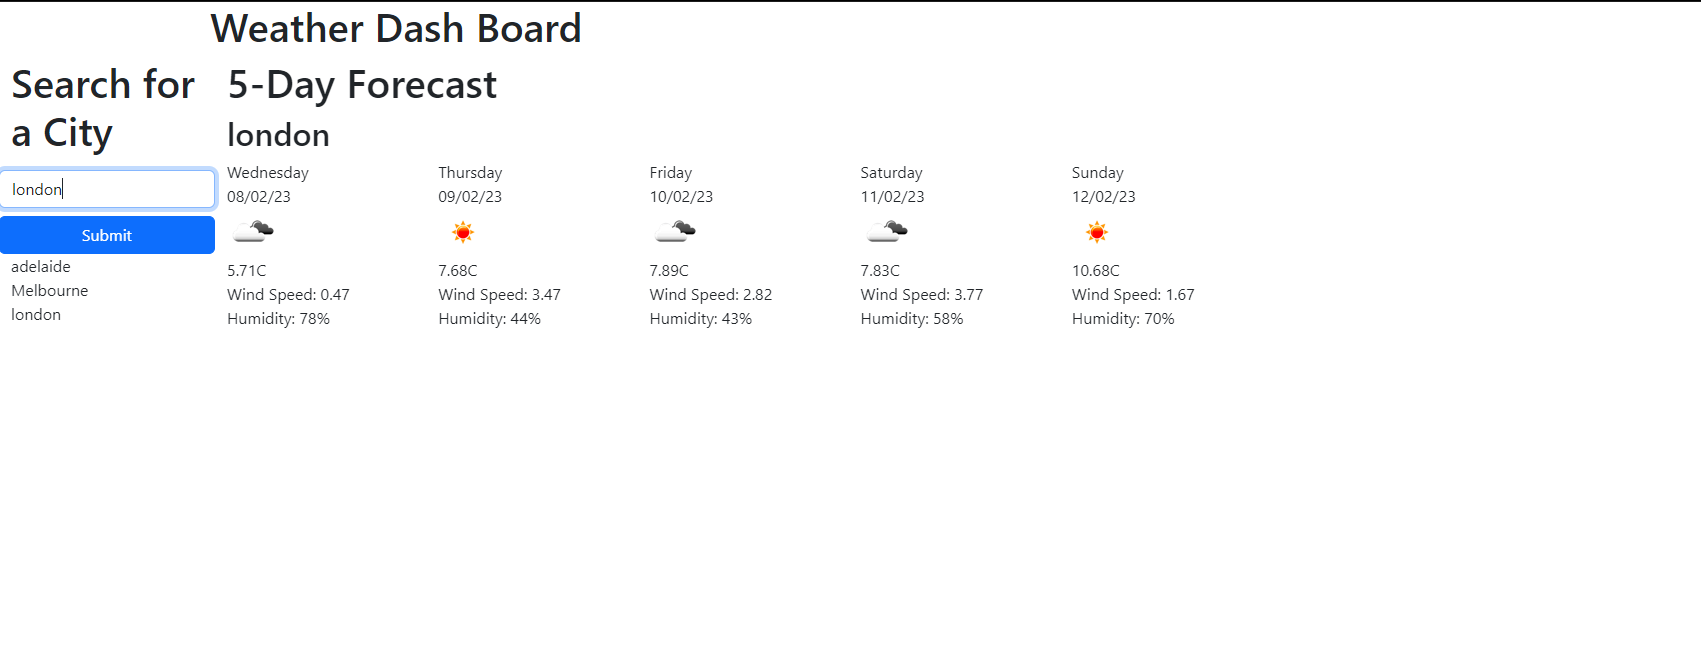 Weather Dash Board
Search for
a City
london
Submit
adelaide
Melbourne
london
5-Day Forecast
london
Wednesday
08/02/23
5.71C
Wind Speed: 0.47
Humidity: 78%
Thursday
09/02/23
7.68C
Wind Speed: 3.47
Humidity: 44%
Friday
10/02/23
7.89C
Wind Speed: 2.82
Humidity: 43%
Saturday
11/02/23
7.83C
Wind Speed: 3.77
Humidity: 58%
Sunday
12/02/23
10.68C
Wind Speed: 1.67
Humidity: 70%